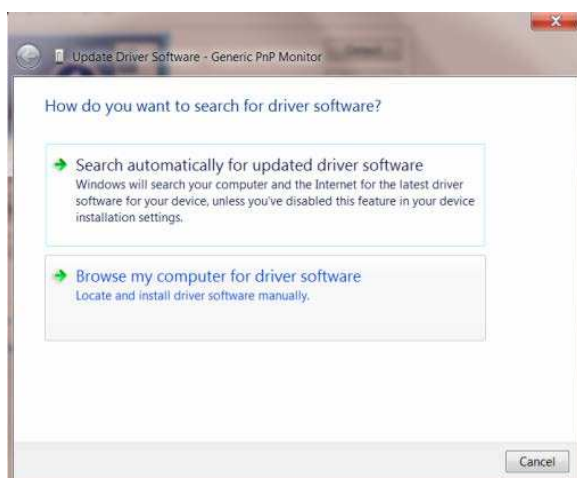 Update Driver Software - Generic PnP Monitor
How do you want to search for driver software?
Search automatically for updated driver software
Windows will search your computer and the Internet for the latest driver
software for your device, unless you've disabled this feature in your device
installation settings.
Browse my computer for driver software
Locate and install driver software manually.
Cancel